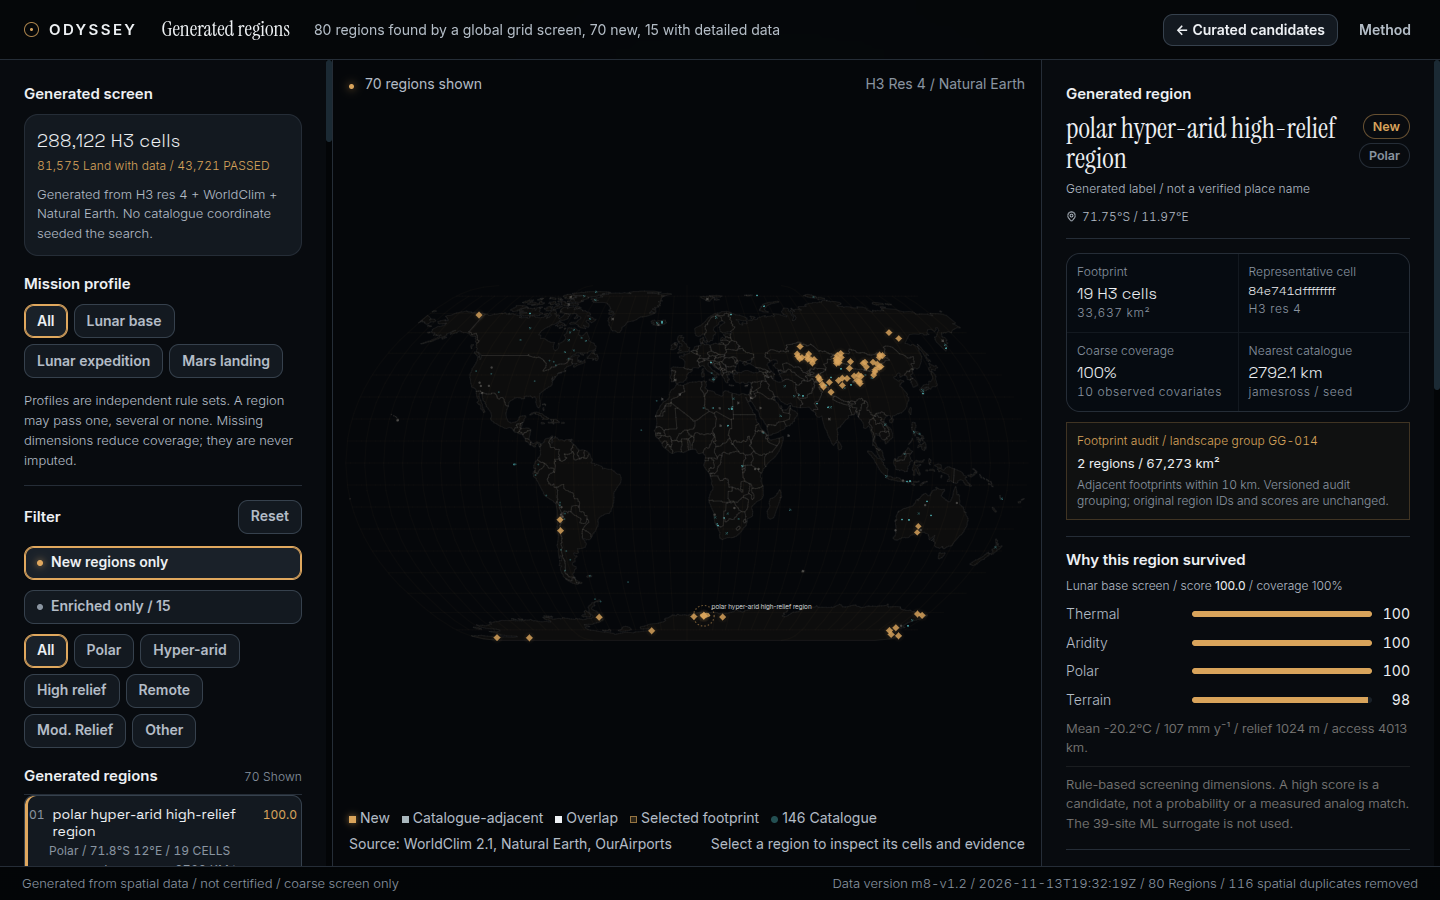 ODYSSEY
Generated regions
80 regions found by a global grid screen, 70 new, 15 with detailed data
← Curated candidates
Method
Generated screen
288,122 H3 cells
81,575 Land with data / 43,721 PASSED
Generated from H3 res 4 + WorldClim +
Natural Earth. No catalogue coordinate
seeded the search.
Mission profile
All
Lunar base
Lunar expedition
Mars landing
Profiles are independent rule sets. A region
may pass one, several or none. Missing
dimensions reduce coverage; they are never
imputed.
Filter
Reset
New regions only
Enriched only / 15
All
Polar
Hyper-arid
High relief
Remote
Mod. Relief
Other
Generated regions
70 Shown
01 polar hyper-arid high-relief 100.0
region
Polar / 71.8°S 12°E / 19 CELLS
70 regions shown
H3 Res 4 / Natural Earth
polar hyper-arid high-relief region
New
Catalogue-adjacent
Overlap
Selected footprint
146 Catalogue
Source: WorldClim 2.1, Natural Earth, OurAirports
Select a region to inspect its cells and evidence
Generated region
polar hyper-arid high-relief
region
New
Polar
Generated label / not a verified place name
71.75°S / 11.97°E
Footprint
19 H3 cells
33,637 km²
Representative cell
84e741dffffffff
H3 res 4
Coarse coverage
100%
10 observed covariates
Nearest catalogue
2792.1 km
jamesross / seed
Footprint audit / landscape group GG-014
2 regions / 67,273 km²
Adjacent footprints within 10 km. Versioned audit
grouping; original region IDs and scores are unchanged.
Why this region survived
Lunar base screen / score 100.0 / coverage 100%
Thermal 100
Aridity 100
Polar 100
Terrain 98
Mean -20.2°C / 107 mm y⁻¹ / relief 1024 m / access 4013
km.
Rule-based screening dimensions. A high score is a
candidate, not a probability or a measured analog match.
The 39-site ML surrogate is not used.
Generated from spatial data / not certified / coarse screen only
Data version m8-v1.2 / 2026-11-13T19:32:19Z / 80 Regions / 116 spatial duplicates removed